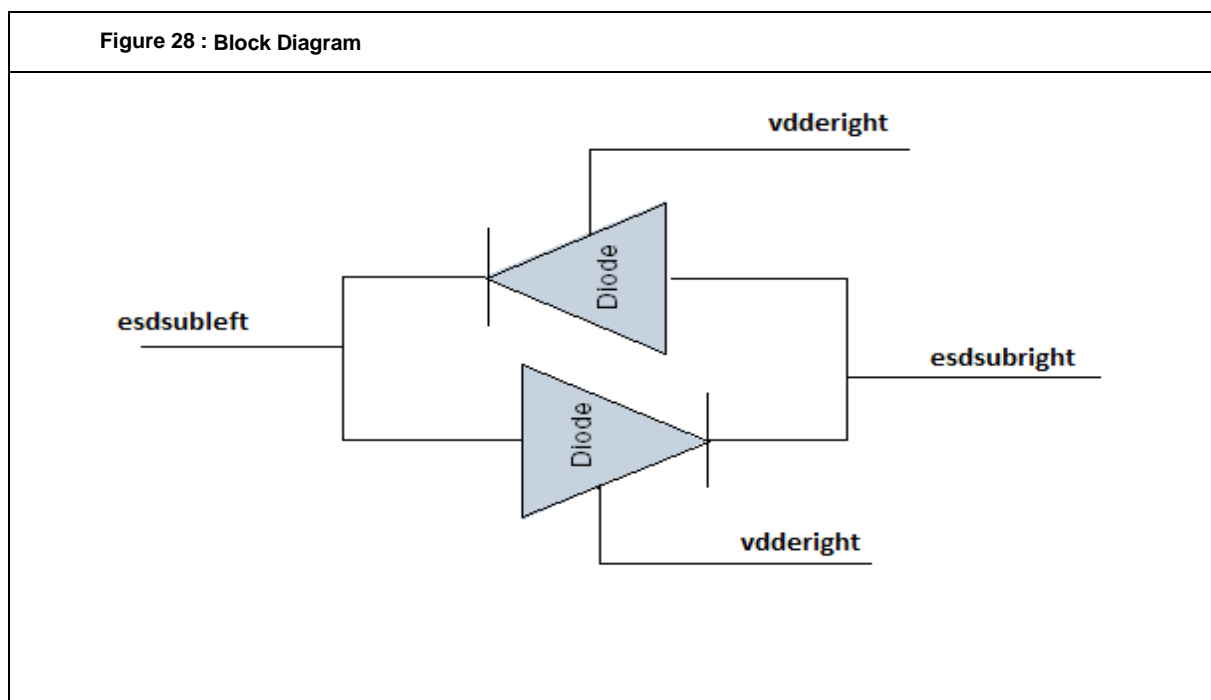 Figure 28 : Block Diagram
vdderight
Diode
esdsubleft
esdsubright
Diode
vdderight